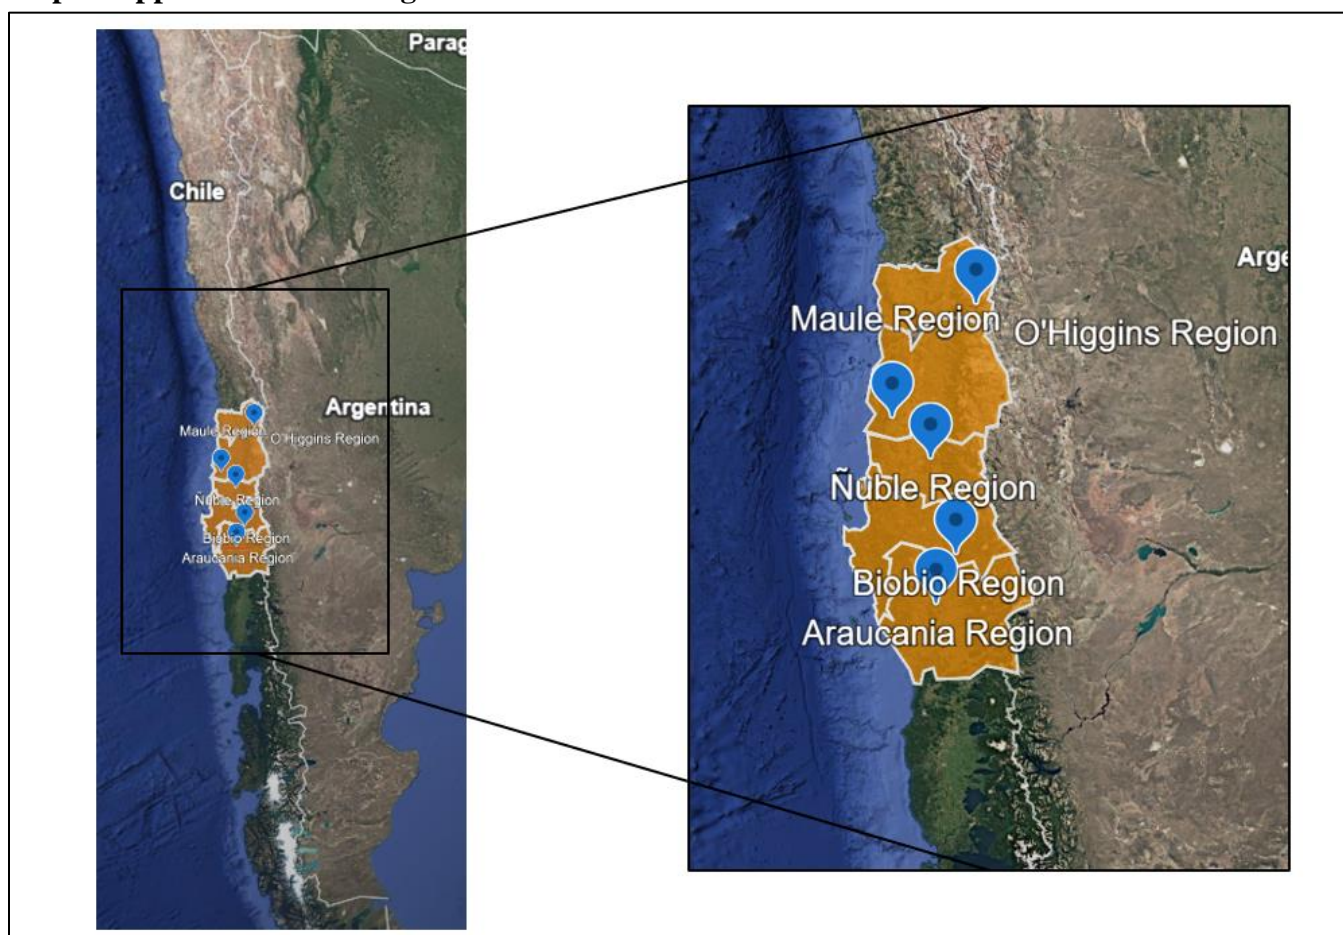 Parag
Chile
Argentina
Maule Region
O'Higgins Region
Ñuble Region
Biobio Region
Araucania Region
Arge
Maule Region
O'Higgins Region
Ñuble Region
Biobio Region
Araucania Region